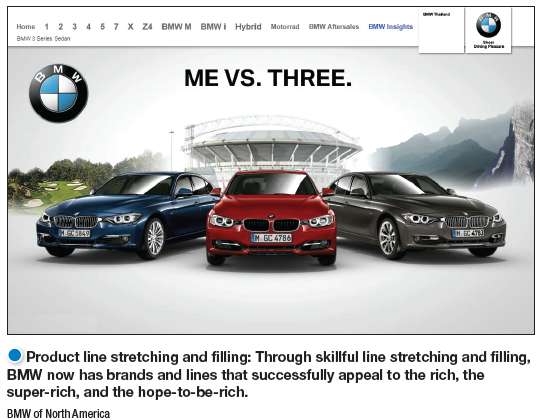 Home 1 2 3 4 5 7 X Z4 BMW M BMW i Hybrid Motorrad BMW Aftersales BMW Insights
BMW Thailand
BMW 3 Series Sedan
Sheer
Driving Pleasure
BMW
ME VS. THREE.
M GC 5849
M GC 4786
M GC 4783
Product line stretching and filling: Through skillful line stretching and filling,
BMW now has brands and lines that successfully appeal to the rich, the
super-rich, and the hope-to-be-rich.
BMW of North America